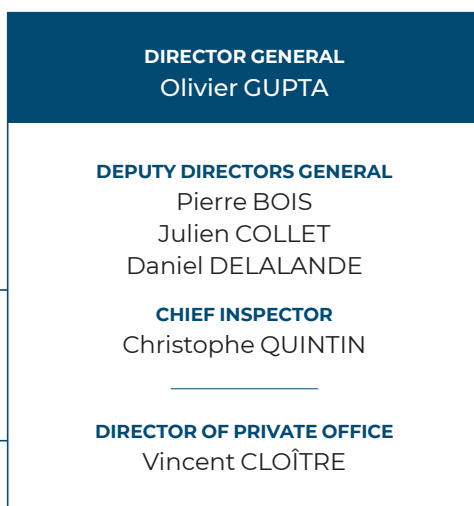 DIRECTOR GENERAL
Olivier GUPTA
DEPUTY DIRECTORS GENERAL
Pierre BOIS
Julien COLLET
Daniel DELALANDE
CHIEF INSPECTOR
Christophe QUINTIN
DIRECTOR OF PRIVATE OFFICE
Vincent CLOÎTRE